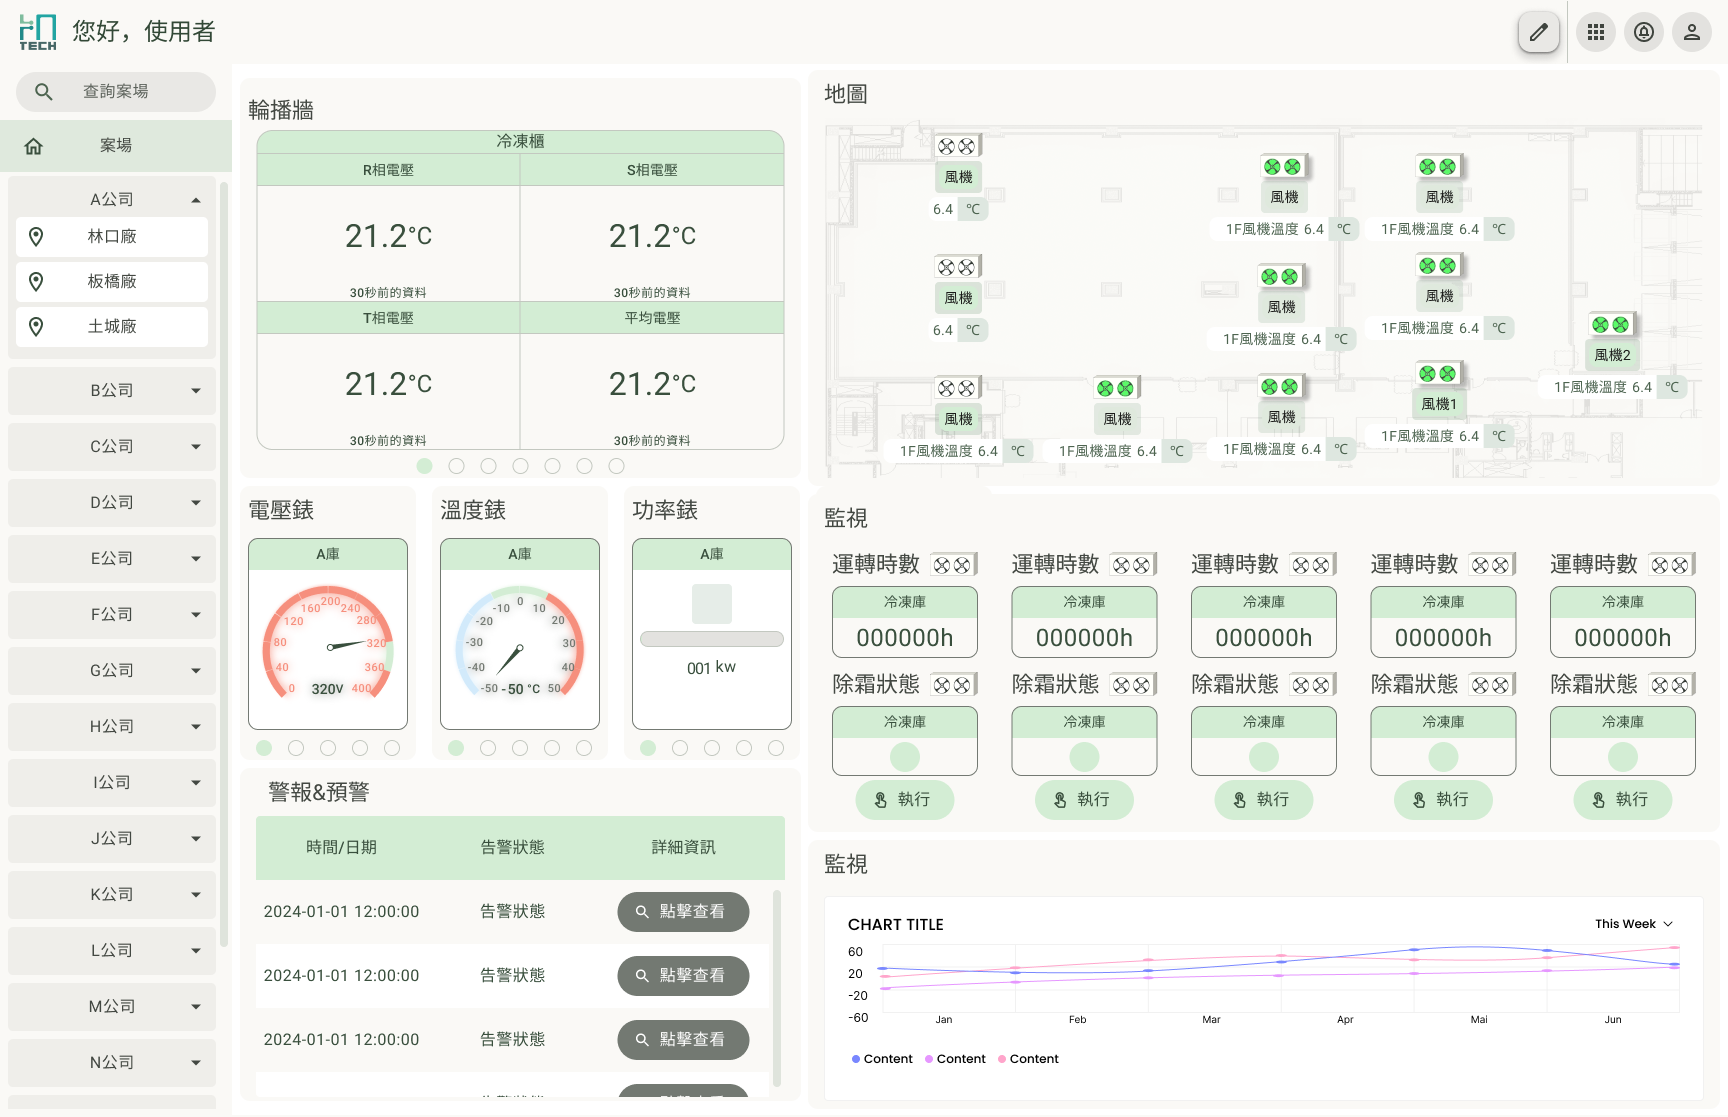 TECH
您好，使用者
查詢案場
案場
A公司
林口廠
板橋廠
土城廠
B公司
C公司
D公司
E公司
F公司
G公司
H公司
I公司
J公司
K公司
L公司
M公司
N公司
輪播牆
冷凍櫃
R相電壓 S相電壓
21.2°C 21.2°C
30秒前的資料 30秒前的資料
T相電壓 平均電壓
21.2°C 21.2°C
30秒前的資料 30秒前的資料
電壓錶
A庫
0 40 80 120 160 200 240 280 320 360 400
320V
溫度錶
A庫
-50 -40 -30 -20 -10 0 10 20 30 40 50
-50 °C
功率錶
A庫
001 kw
警報&預警
時間/日期 告警狀態 詳細資訊
2024-01-01 12:00:00 告警狀態 點擊查看
2024-01-01 12:00:00 告警狀態 點擊查看
2024-01-01 12:00:00 告警狀態 點擊查看
地圖
風機
6.4 °C
風機
1F風機溫度 6.4 °C
風機
1F風機溫度 6.4 °C
風機
6.4 °C
風機
1F風機溫度 6.4 °C
風機
1F風機溫度 6.4 °C
風機2
1F風機溫度 6.4 °C
風機
1F風機溫度 6.4 °C
風機
1F風機溫度 6.4 °C
風機
1F風機溫度 6.4 °C
風機1
1F風機溫度 6.4 °C
監視
運轉時數 運轉時數 運轉時數 運轉時數 運轉時數
冷凍庫 冷凍庫 冷凍庫 冷凍庫 冷凍庫
000000h 000000h 000000h 000000h 000000h
除霜狀態 除霜狀態 除霜狀態 除霜狀態 除霜狀態
冷凍庫 冷凍庫 冷凍庫 冷凍庫 冷凍庫
執行 執行 執行 執行 執行
監視
CHART TITLE This Week
60
20
-20
-60
Jan Feb Mar Apr Mai Jun
Content Content Content